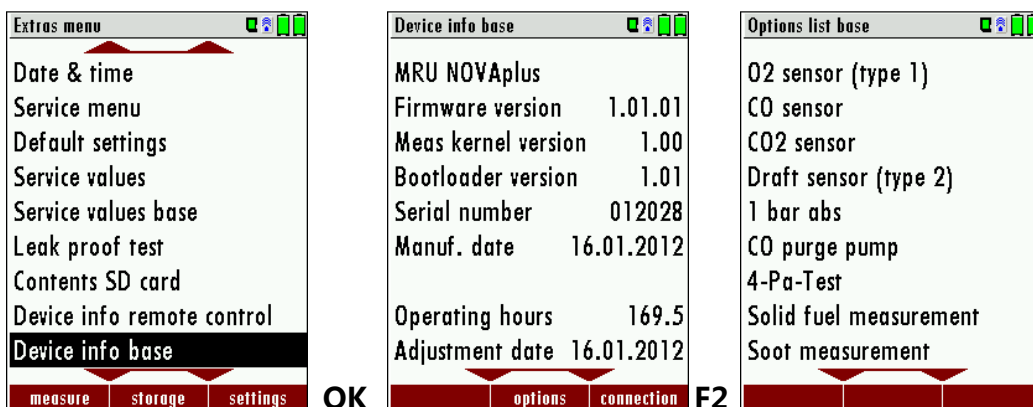 Extras menu
Date & time
Service menu
Default settings
Service values
Service values base
Leak proof test
Contents SD card
Device info remote control
Device info base
measure storage settings
OK
Device info base
MRU NOVAplus
Firmware version 1.01.01
Meas kernel version 1.00
Bootloader version 1.01
Serial number 012028
Manuf. date 16.01.2012
Operating hours 169.5
Adjustment date 16.01.2012
options connection
F2
Options list base
O2 sensor (type 1)
CO sensor
CO2 sensor
Draft sensor (type 2)
1 bar abs
CO purge pump
4-Pa-Test
Solid fuel measurement
Soot measurement